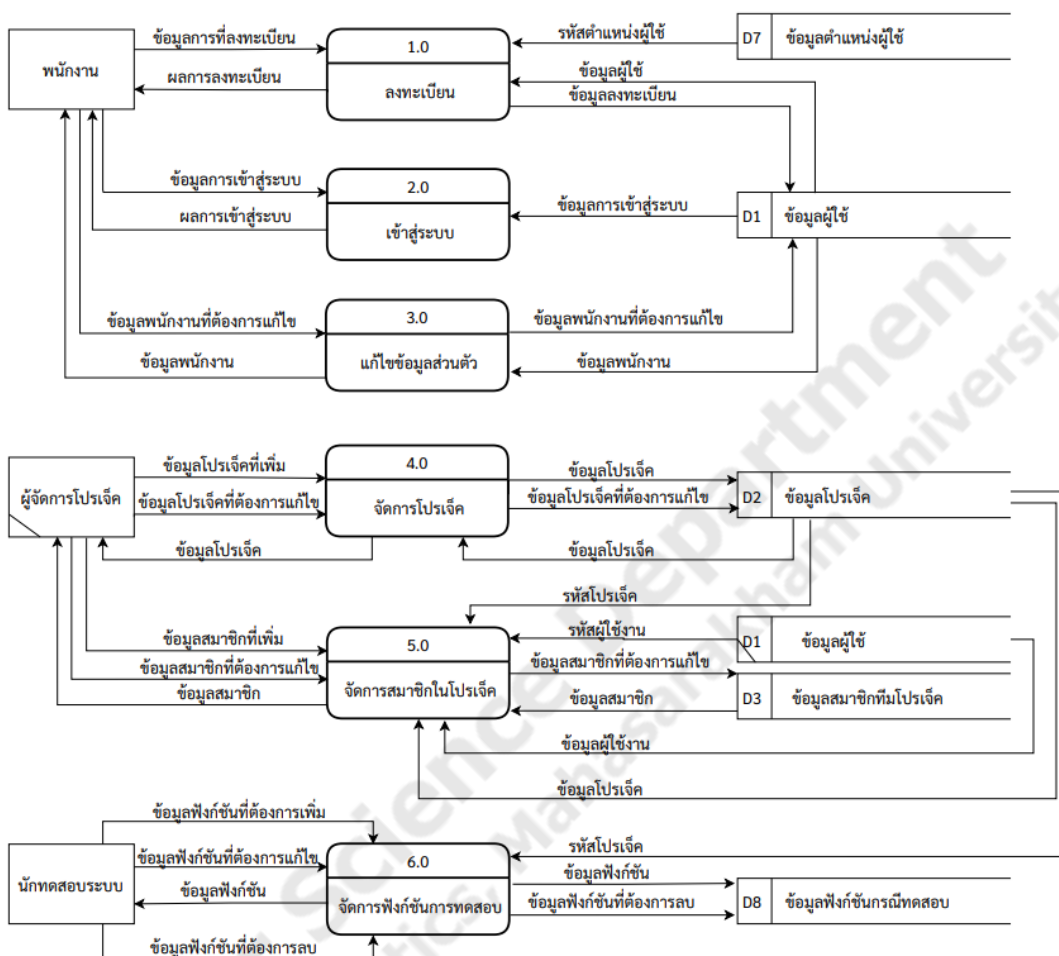 ข้อมูลการที่ลงทะเบียน
รหัสตำแหน่งผู้ใช้
พนักงาน
ผลการลงทะเบียน
1.0
ลงทะเบียน
D7 ข้อมูลตำแหน่งผู้ใช้
ข้อมูลผู้ใช้
ข้อมูลลงทะเบียน
ข้อมูลการเข้าสู่ระบบ
ผลการเข้าสู่ระบบ
2.0
เข้าสู่ระบบ
ข้อมูลการเข้าสู่ระบบ
D1 ข้อมูลผู้ใช้
ข้อมูลพนักงานที่ต้องการแก้ไข
ข้อมูลพนักงาน
3.0
แก้ไขข้อมูลส่วนตัว
ข้อมูลพนักงานที่ต้องการแก้ไข
ข้อมูลพนักงาน
ผู้จัดการโปรเจ็ค
ข้อมูลโปรเจ็คที่เพิ่ม
ข้อมูลโปรเจ็คที่ต้องการแก้ไข
ข้อมูลโปรเจ็ค
4.0
จัดการโปรเจ็ค
ข้อมูลโปรเจ็ค
ข้อมูลโปรเจ็คที่ต้องการแก้ไข
ข้อมูลโปรเจ็ค
D2 ข้อมูลโปรเจ็ค
รหัสโปรเจ็ค
ข้อมูลสมาชิกที่เพิ่ม
ข้อมูลสมาชิกที่ต้องการแก้ไข
ข้อมูลสมาชิก
5.0
จัดการสมาชิกในโปรเจ็ค
รหัสผู้ใช้งาน
ข้อมูลสมาชิกที่ต้องการแก้ไข
ข้อมูลสมาชิก
D1 ข้อมูลผู้ใช้
D3 ข้อมูลสมาชิกทีมโปรเจ็ค
ข้อมูลผู้ใช้งาน
ข้อมูลโปรเจ็ค
ข้อมูลฟังก์ชันที่ต้องการเพิ่ม
ข้อมูลฟังก์ชันที่ต้องการแก้ไข
นักทดสอบระบบ
ข้อมูลฟังก์ชัน
ข้อมูลฟังก์ชันที่ต้องการลบ
6.0
จัดการฟังก์ชันการทดสอบ
รหัสโปรเจ็ค
ข้อมูลฟังก์ชัน
ข้อมูลฟังก์ชันที่ต้องการลบ
D8 ข้อมูลฟังก์ชันกรณีทดสอบ
Science Department
Mahasarakham